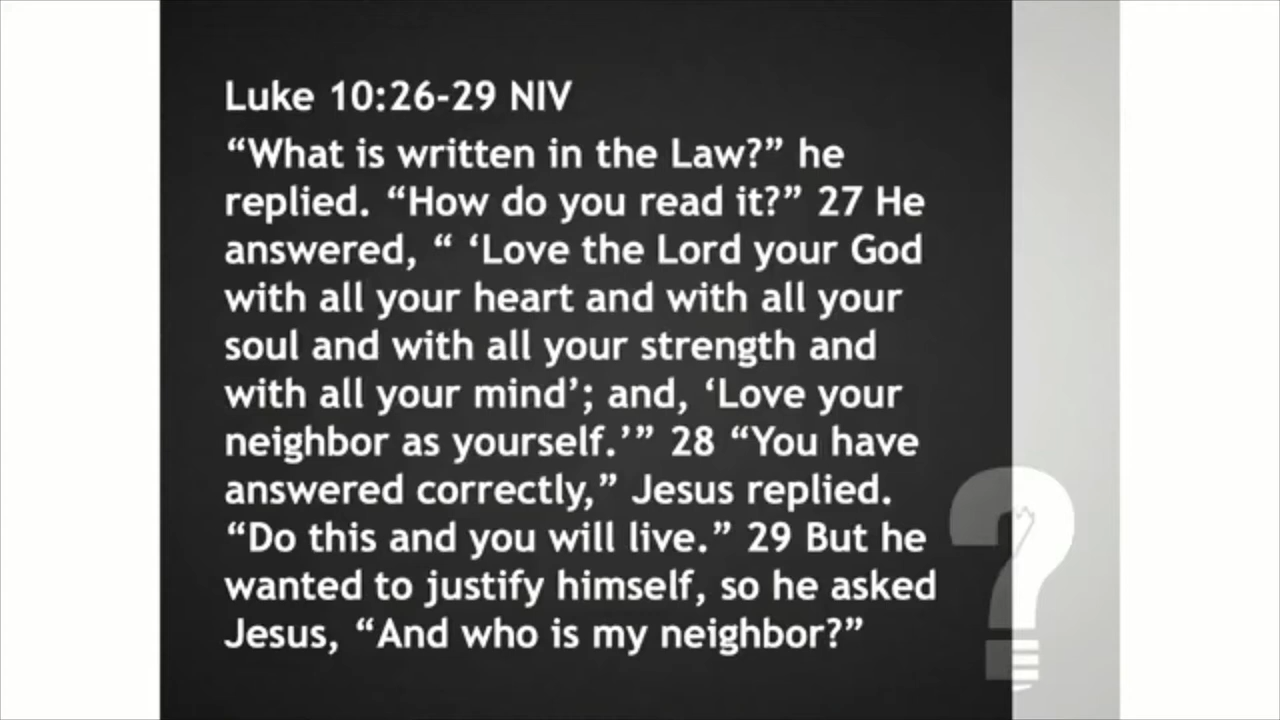 Luke 10:26-29 NIV
“What is written in the Law?” he
replied. “How do you read it?” 27 He
answered, “ ‘Love the Lord your God
with all your heart and with all your
soul and with all your strength and
with all your mind’; and, ‘Love your
neighbor as yourself.’” 28 “You have
answered correctly,” Jesus replied.
“Do this and you will live.” 29 But he
wanted to justify himself, so he asked
Jesus, “And who is my neighbor?”